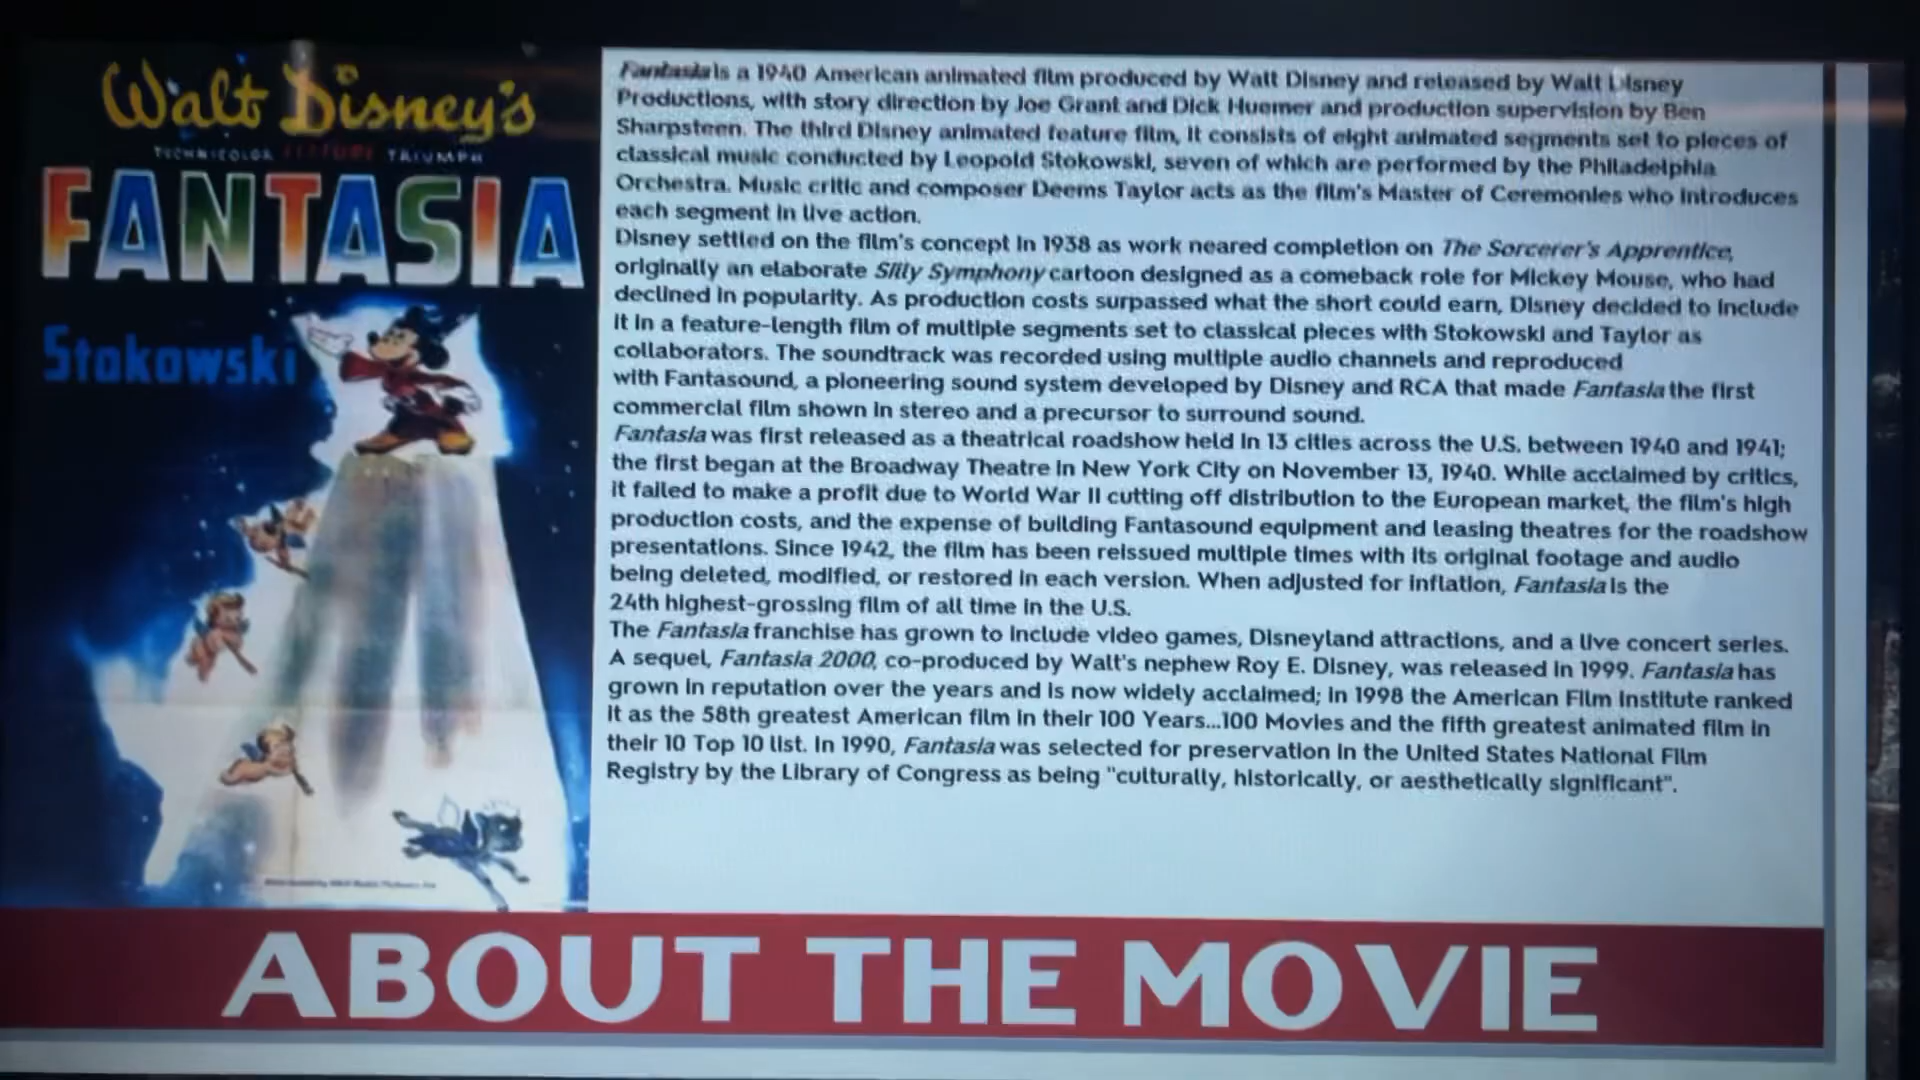 Walt Disney's
TECHNICOLOR FEATURE TRIUMPH
FANTASIA
Stokowski
Fantasia is a 1940 American animated film produced by Walt Disney and released by Walt Disney
Productions, with story direction by Joe Grant and Dick Huemer and production supervision by Ben
Sharpsteen. The third Disney animated feature film, it consists of eight animated segments set to pieces of
classical music conducted by Leopold Stokowski, seven of which are performed by the Philadelphia
Orchestra. Music critic and composer Deems Taylor acts as the film's Master of Ceremonies who introduces
each segment in live action.
Disney settled on the film's concept in 1938 as work neared completion on The Sorcerer's Apprentice,
originally an elaborate Silly Symphony cartoon designed as a comeback role for Mickey Mouse, who had
declined in popularity. As production costs surpassed what the short could earn, Disney decided to include
it in a feature-length film of multiple segments set to classical pieces with Stokowski and Taylor as
collaborators. The soundtrack was recorded using multiple audio channels and reproduced
with Fantasound, a pioneering sound system developed by Disney and RCA that made Fantasia the first
commercial film shown in stereo and a precursor to surround sound.
Fantasia was first released as a theatrical roadshow held in 13 cities across the U.S. between 1940 and 1941;
the first began at the Broadway Theatre in New York City on November 13, 1940. While acclaimed by critics,
it failed to make a profit due to World War II cutting off distribution to the European market, the film's high
production costs, and the expense of building Fantasound equipment and leasing theatres for the roadshow
presentations. Since 1942, the film has been reissued multiple times with its original footage and audio
being deleted, modified, or restored in each version. When adjusted for inflation, Fantasia is the
24th highest-grossing film of all time in the U.S.
The Fantasia franchise has grown to include video games, Disneyland attractions, and a live concert series.
A sequel, Fantasia 2000, co-produced by Walt's nephew Roy E. Disney, was released in 1999. Fantasia has
grown in reputation over the years and is now widely acclaimed; in 1998 the American Film Institute ranked
it as the 58th greatest American film in their 100 Years...100 Movies and the fifth greatest animated film in
their 10 Top 10 list. In 1990, Fantasia was selected for preservation in the United States National Film
Registry by the Library of Congress as being "culturally, historically, or aesthetically significant".
ABOUT THE MOVIE